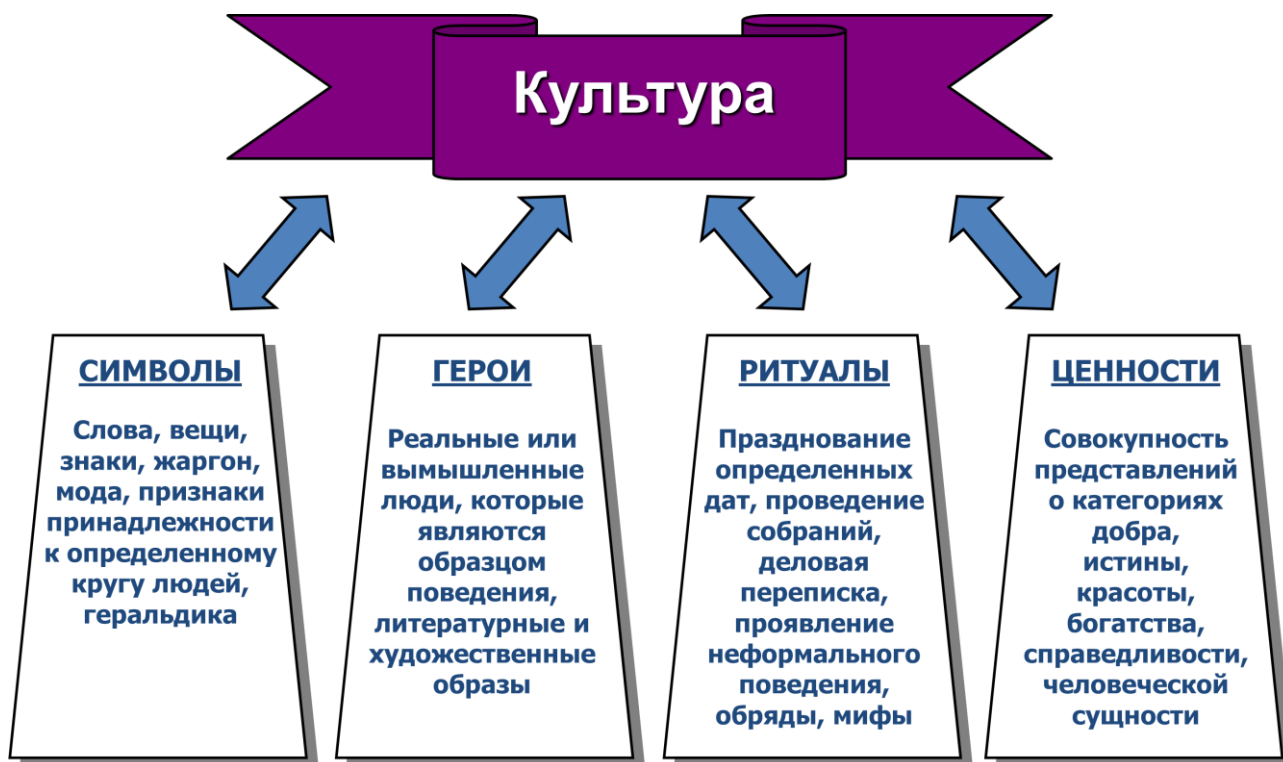 Культура
СИМВОЛЫ
Слова, вещи,
знаки, жаргон,
мода, признаки
принадлежности
к определенному
кругу людей,
геральдика
ГЕРОИ
Реальные или
вымышленные
люди, которые
являются
образцом
поведения,
литературные и
художественные
образы
РИТУАЛЫ
Празднование
определенных
дат, проведение
собраний,
деловая
переписка,
проявление
неформального
поведения,
обряды, мифы
ЦЕННОСТИ
Совокупность
представлений
о категориях
добра,
истины,
красоты,
богатства,
справедливости,
человеческой
сущности